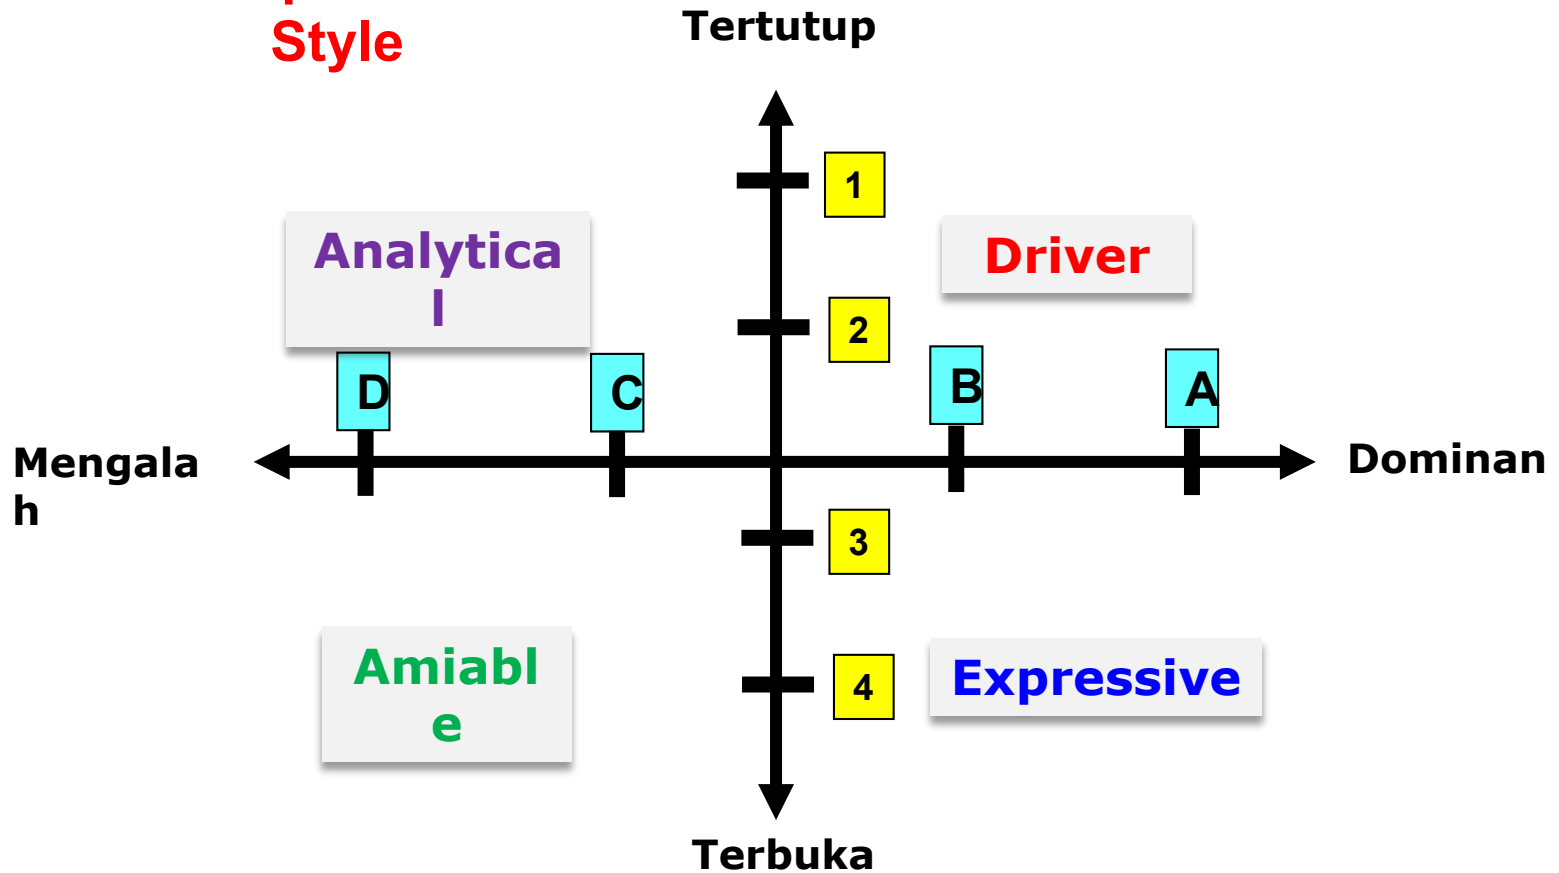 Style
Tertutup
1
Analytica
l
Driver
2
D
C
B
A
Mengala
h
Dominan
3
Amiabl
e
4
Expressive
Terbuka